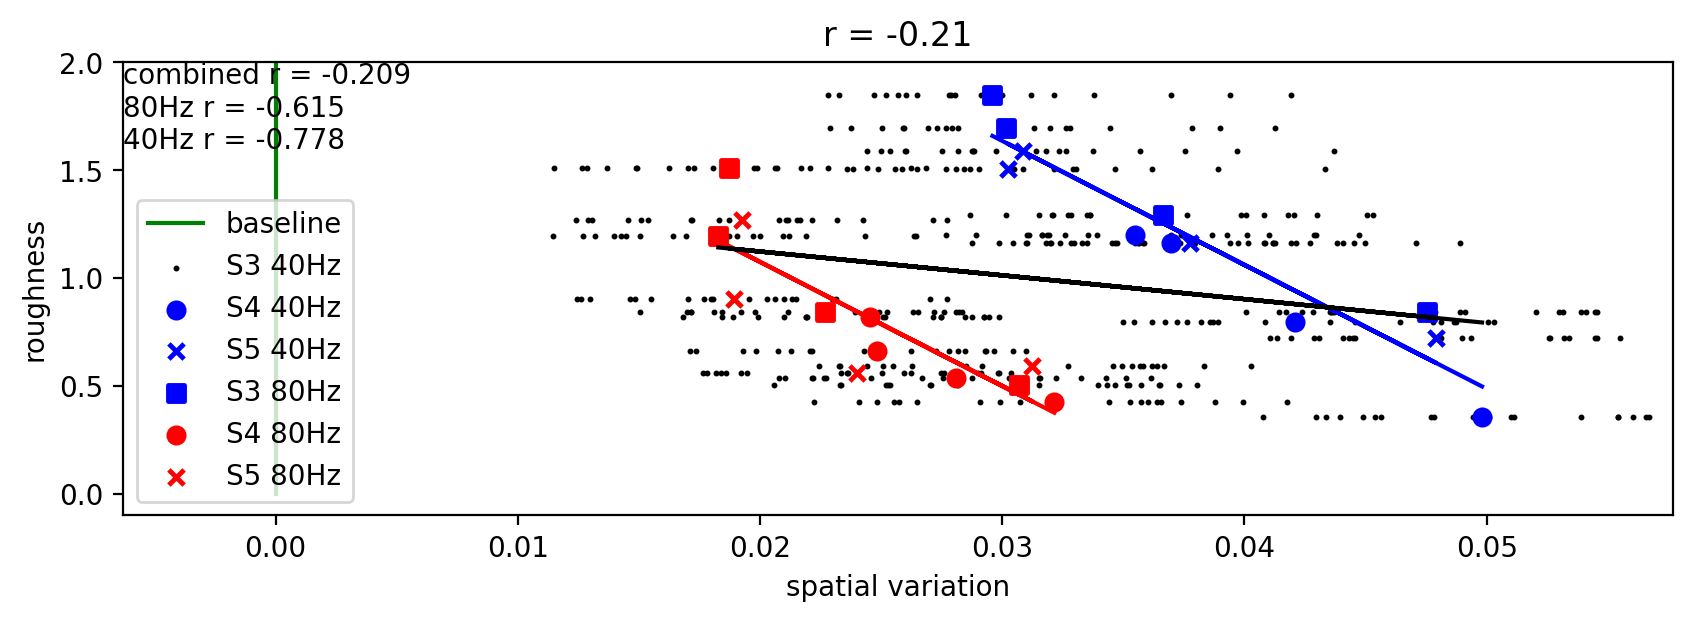 r = -0.21
combined r = -0.209
80Hz r = -0.615
40Hz r = -0.778
2.0
1.5
1.0
0.5
0.0
roughness
baseline
S3 40Hz
S4 40Hz
S5 40Hz
S3 80Hz
S4 80Hz
S5 80Hz
0.00 0.01 0.02 0.03 0.04 0.05
spatial variation